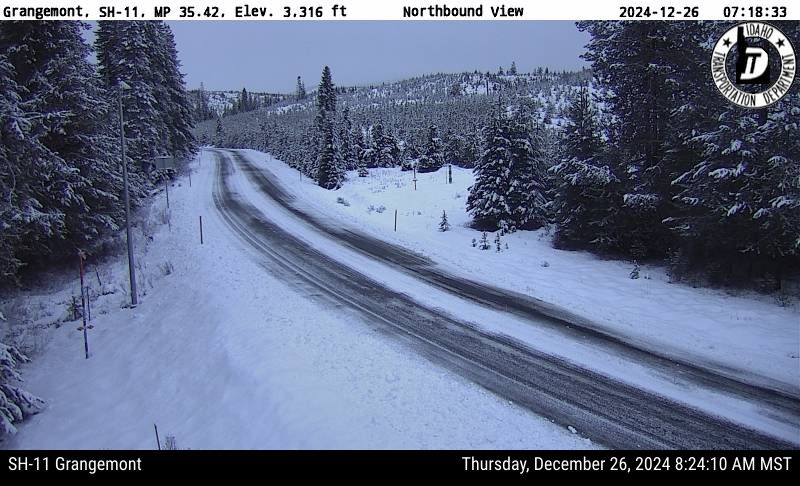 Grangemont, SH-11, MP 35.42, Elev. 3,316 ft Northbound View 2024-12-26 07:18:33
IDAHO
TRANSPORTATION DEPARTMENT
SH-11 Grangemont Thursday, December 26, 2024 8:24:10 AM MST